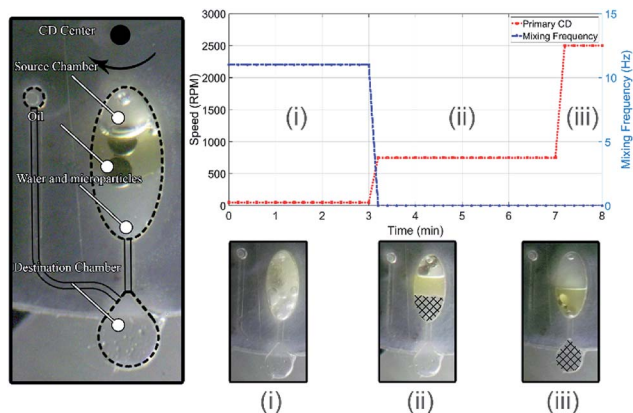 CD Center
Source Chamber
Oil
Water and microparticles
Destination Chamber
3000
2500
2000
1500
1000
500
0
Speed (RPM)
15
10
5
0
Mixing Frequency (Hz)
Primary CD
Mixing Frequency
(i)
(ii)
(iii)
0 1 2 3 4 5 6 7 8
Time (min)
(i)
(ii)
(iii)